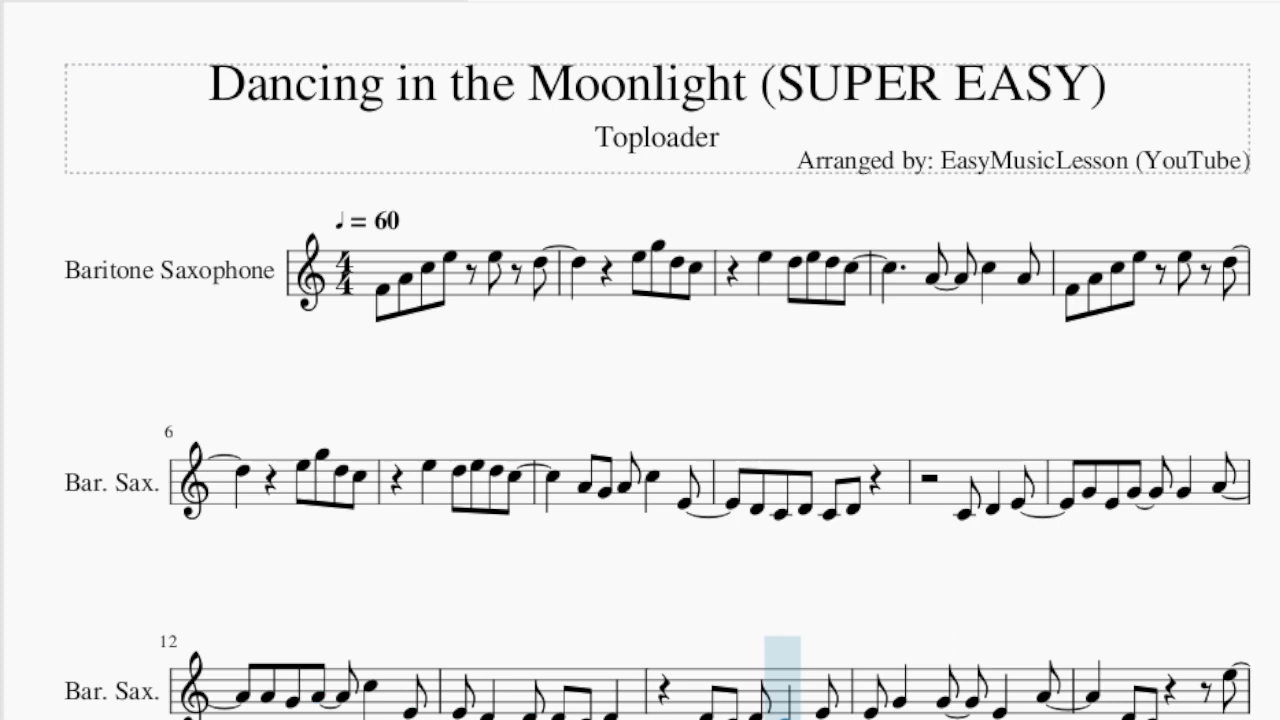 Dancing in the Moonlight (SUPER EASY)
Toploader
Arranged by: EasyMusicLesson (YouTube)
♩ = 60
Baritone Saxophone
4
4
6
Bar. Sax.
12
Bar. Sax.